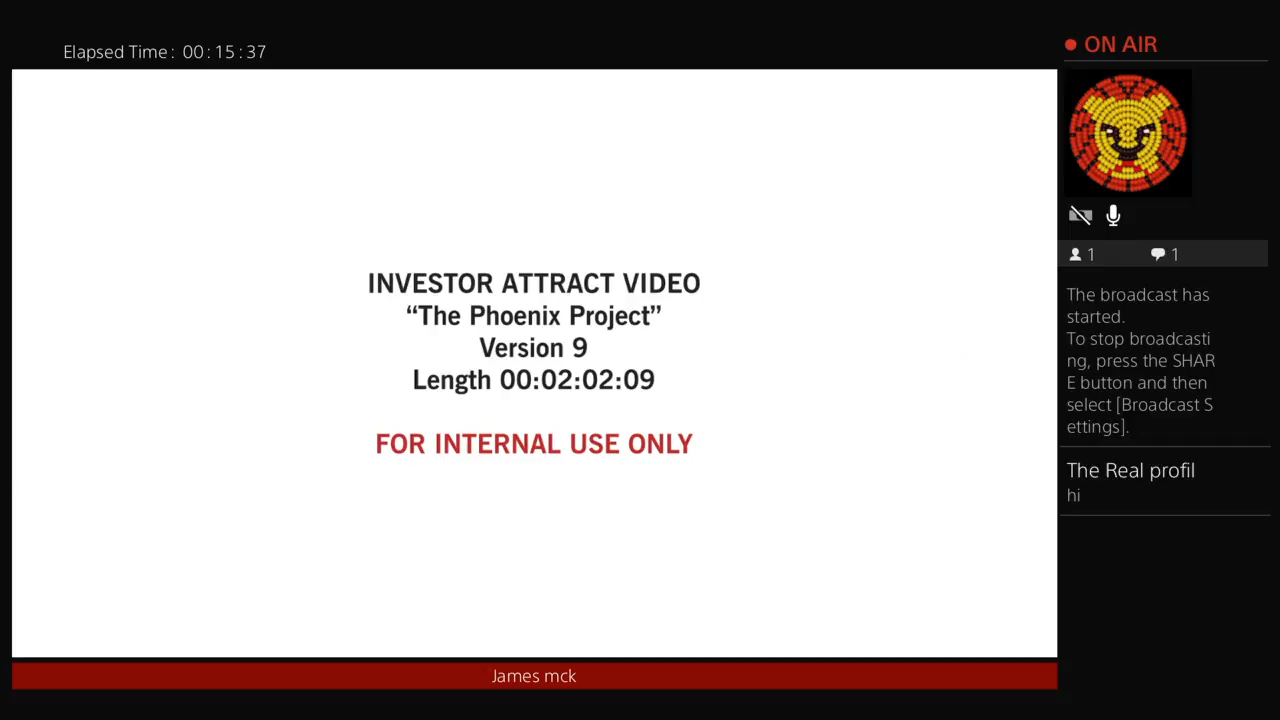 Elapsed Time: 00:15:37
ON AIR
INVESTOR ATTRACT VIDEO
“The Phoenix Project”
Version 9
Length 00:02:02:09
FOR INTERNAL USE ONLY
1
1
The broadcast has
started.
To stop broadcasti
ng, press the SHAR
E button and then
select [Broadcast S
ettings].
The Real profil
hi
James mck